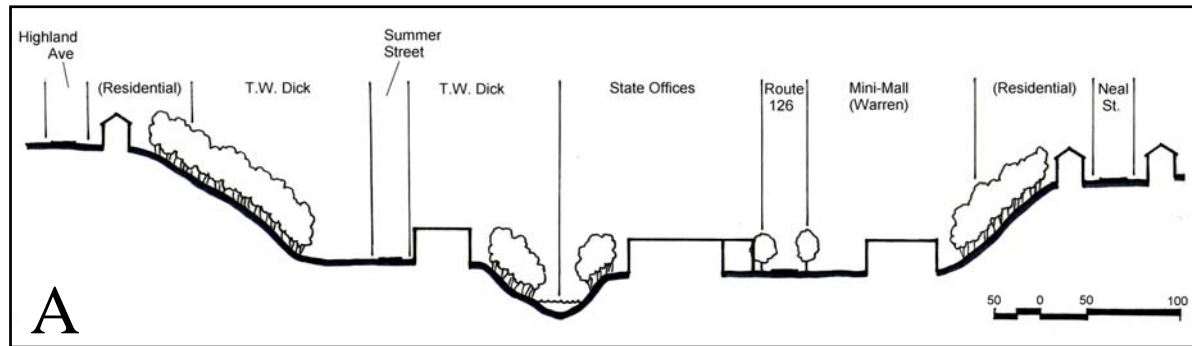 Highland
Ave
(Residential)
T.W. Dick
Summer
Street
T.W. Dick
State Offices
Route
126
Mini-Mall
(Warren)
(Residential)
Neal
St.
50 0 50 100
A